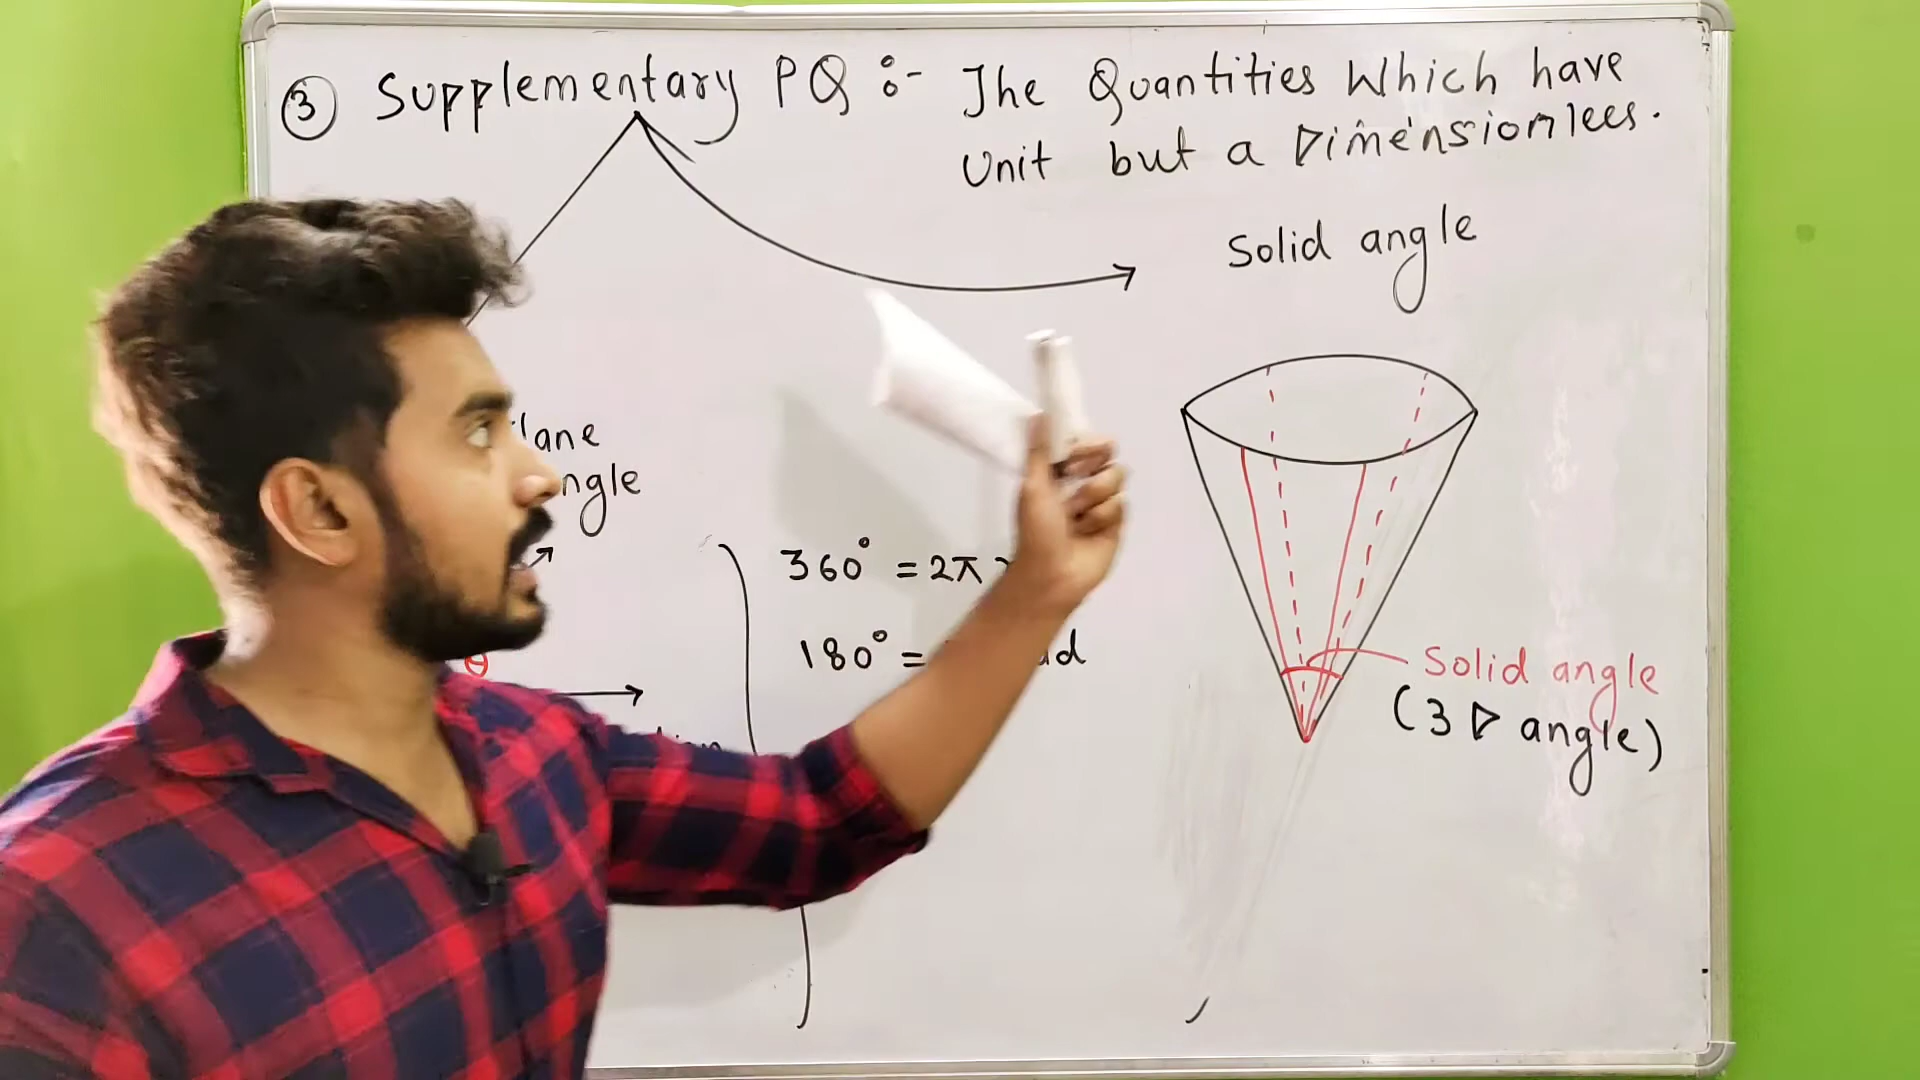 ③ Supplementary PQ :- The Quantities Which have
Unit but a Dimensionlees.
Solid angle
lane
ngle
360° = 2π
180° =
θ
Solid angle
(3D angle)